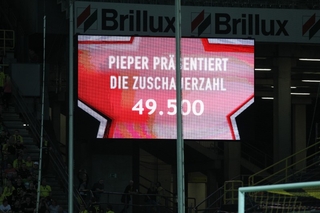 Brillux Brillux
PIEPER PRÄSENTIERT
DIE ZUSCHAUERZAHL
49.500